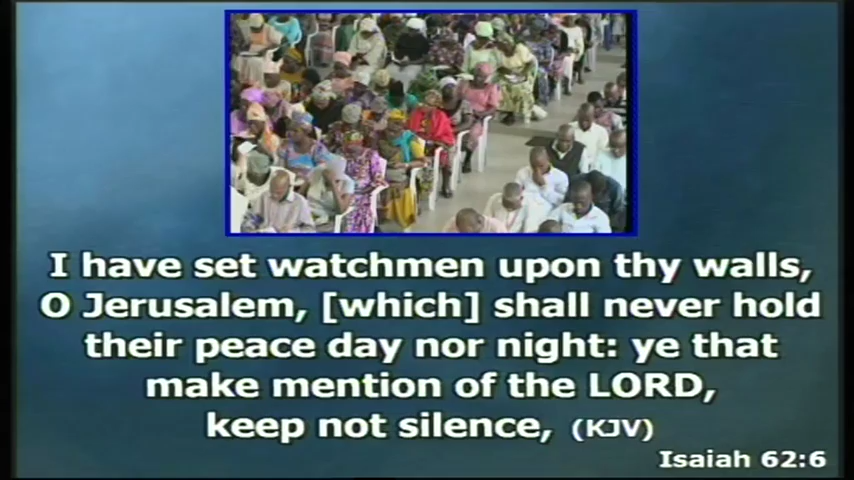 I have set watchmen upon thy walls,
O Jerusalem, [which] shall never hold
their peace day nor night: ye that
make mention of the LORD,
keep not silence, (KJV)
Isaiah 62:6